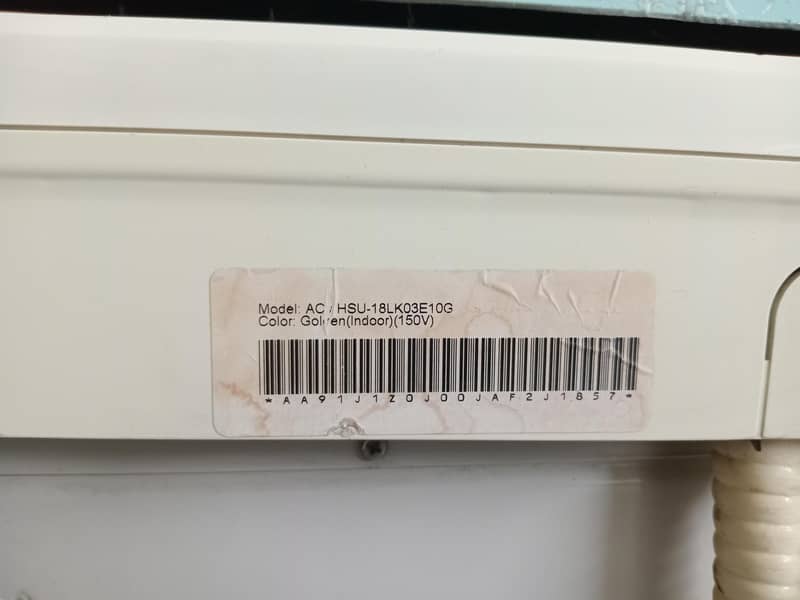 Model: AC / HSU-18LK03E10G
Color: Golden(Indoor)(150V)
*AA91J1Z0J00JAF2J1857*